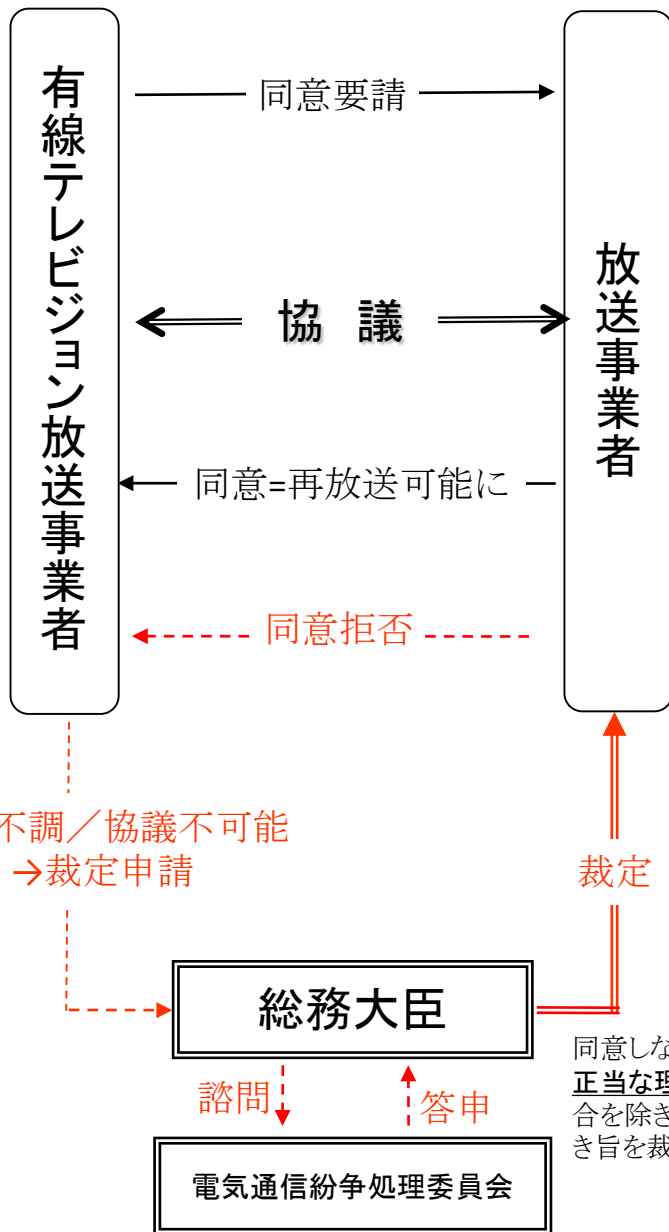 有線テレビジョン放送事業者
同意要請
放送事業者
協 議
同意=再放送可能に
同意拒否
不調／協議不可能
→裁定申請
裁定
総務大臣
同意しな
正当な理
合を除き
き旨を裁
諮問
答申
電気通信紛争処理委員会